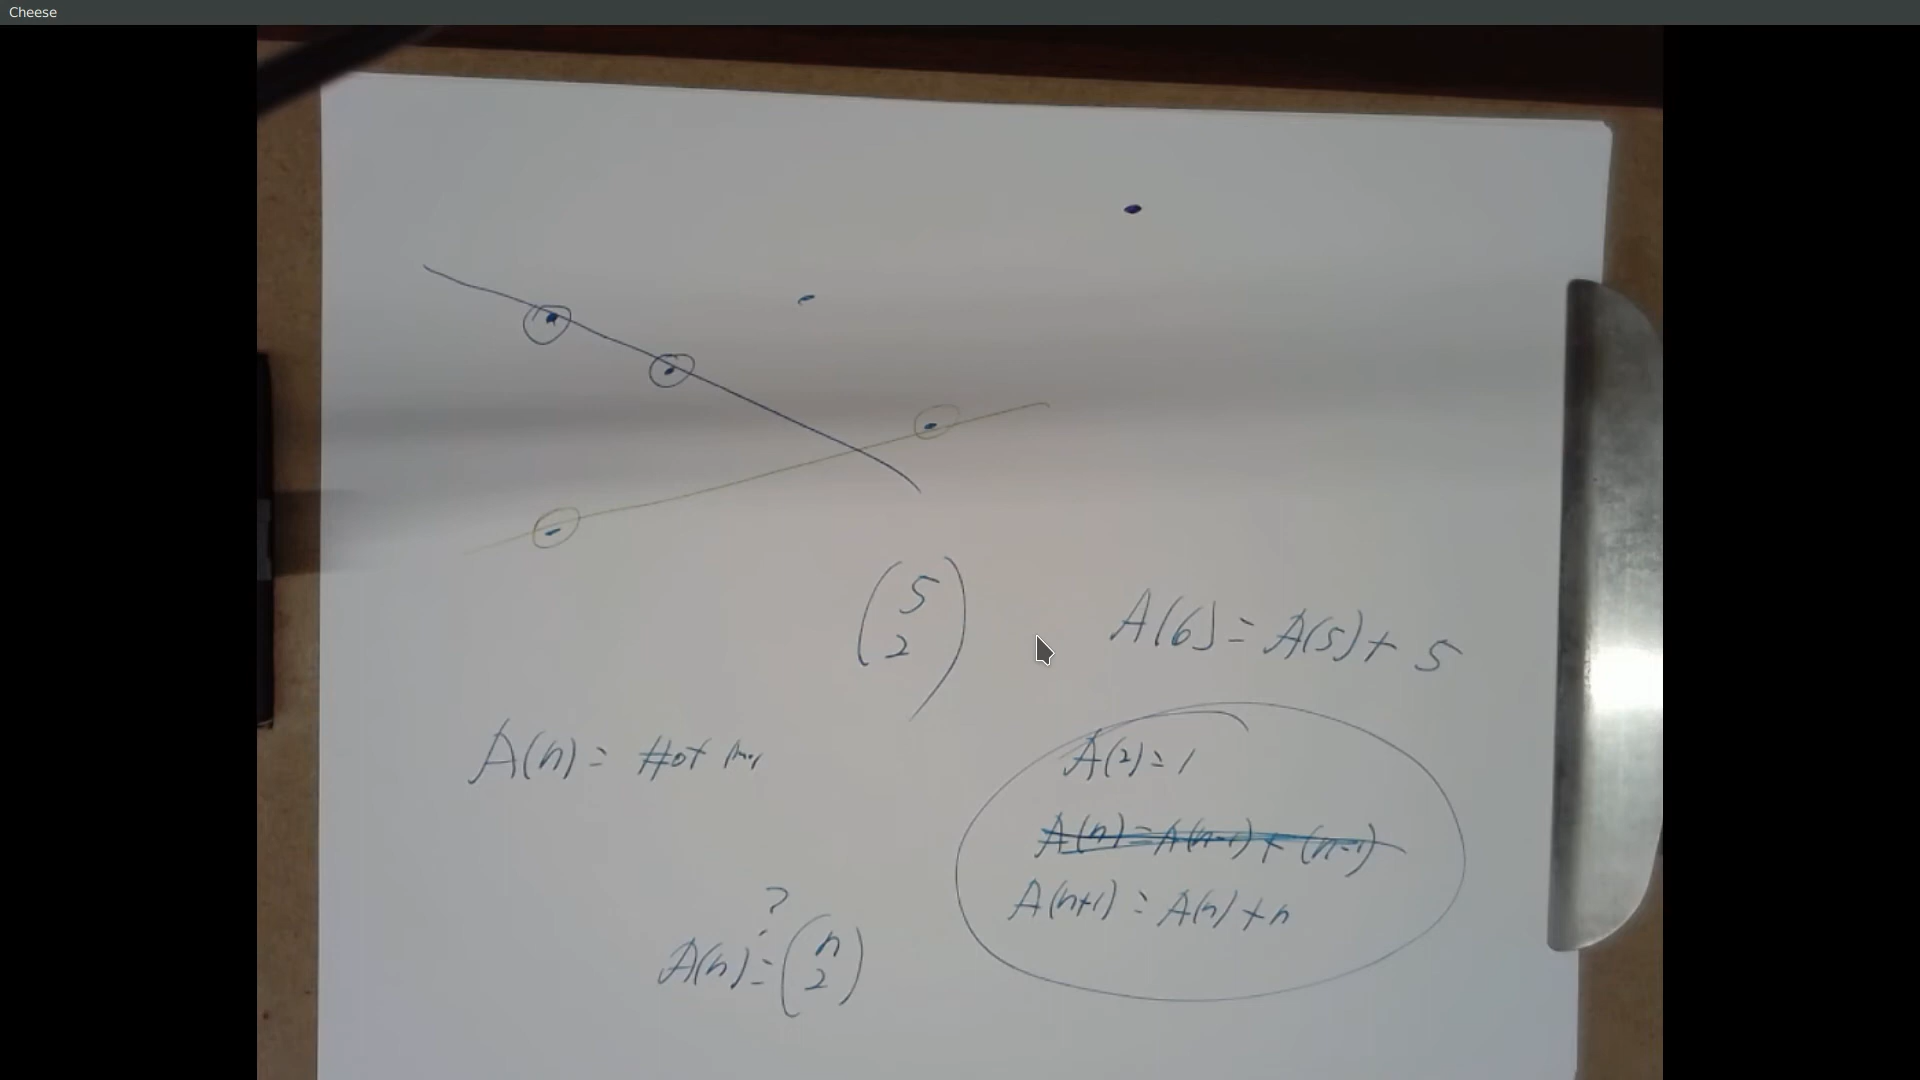 Cheese
(5
2)
A(6) = A(5) + 5
A(n) = # of
A(2) = 1
A(n) = A(n-1) + (n-1)
A(n+1) = A(n) + n
?
A(n) = (n
2)